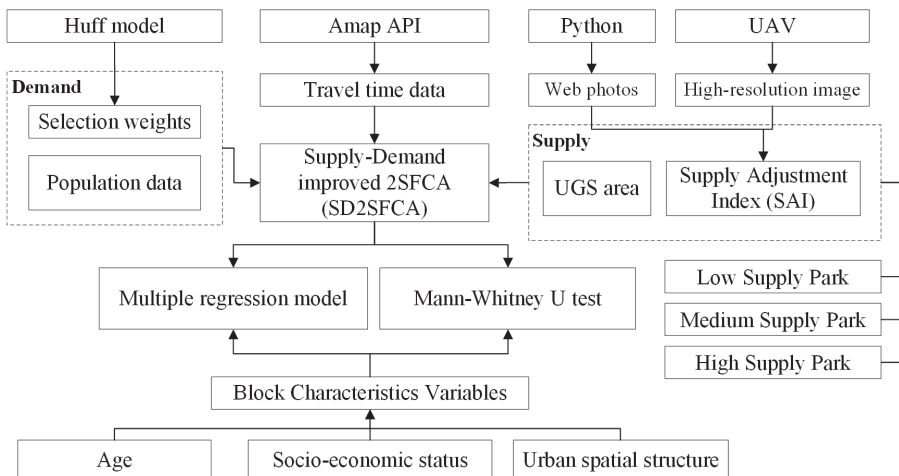 Huff model
Amap API
Python
UAV
Demand
Travel time data
Web photos
High-resolution image
Selection weights
Population data
Supply-Demand
improved 2SFCA
(SD2SFCA)
Supply
UGS area
Supply Adjustment
Index (SAI)
Multiple regression model
Mann-Whitney U test
Low Supply Park
Medium Supply Park
High Supply Park
Block Characteristics Variables
Age
Socio-economic status
Urban spatial structure